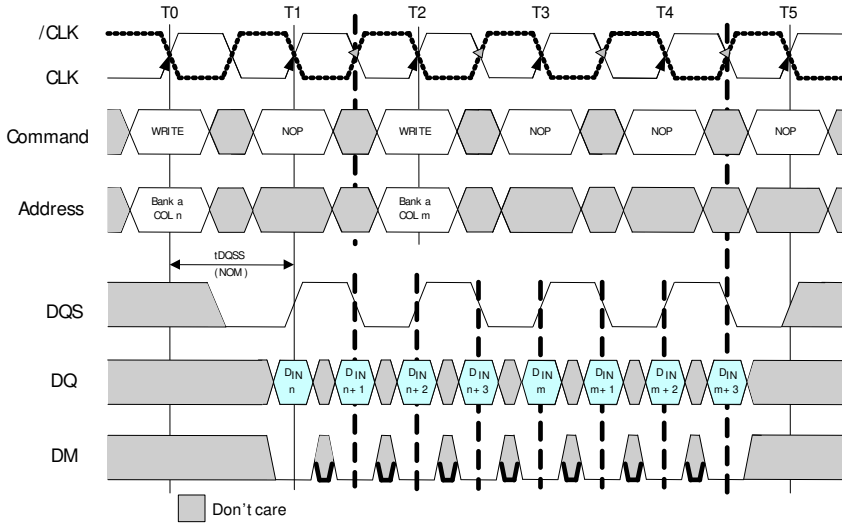 T0 T1 T2 T3 T4 T5
/CLK
CLK
Command WRITE NOP WRITE NOP NOP NOP
Address Bank a COL n Bank a COL m
tDQSS
(NOM)
DQS
DQ DIN n DIN n+1 DIN n+2 DIN n+3 DIN m DIN m+1 DIN m+2 DIN m+3
DM
Don't care